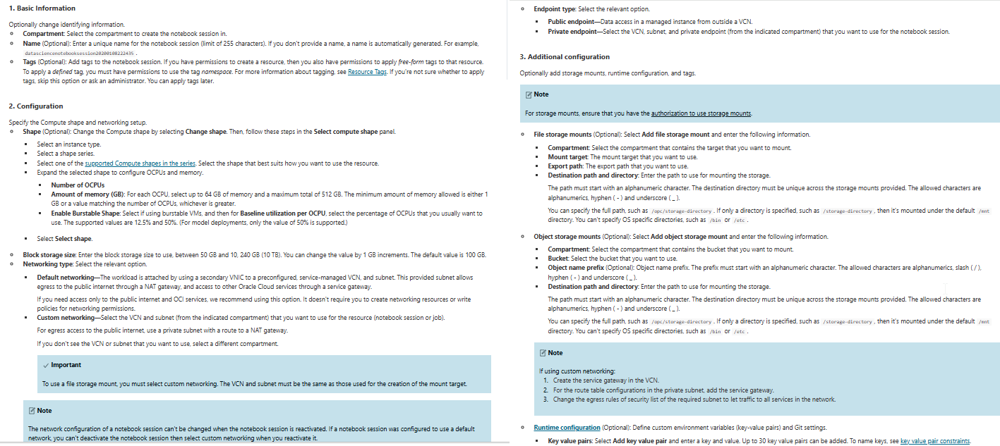 1. Basic Information
Optionally change identifying information.
Compartment: Select the compartment to create the notebook session in.
Name (Optional): Enter a unique name for the notebook session (limit of 255 characters). If you don't provide a name, a name is automatically generated. For example,
datasciencenotebooksession20200108222435 .
Tags (Optional): Add tags to the notebook session. If you have permissions to create a resource, then you also have permissions to apply free-form tags to that resource.
To apply a defined tag, you must have permissions to use the tag namespace. For more information about tagging, see Resource Tags. If you're not sure whether to apply
tags, skip this option or ask an administrator. You can apply tags later.
2. Configuration
Specify the Compute shape and networking setup.
Shape (Optional): Change the Compute shape by selecting Change shape. Then, follow these steps in the Select compute shape panel.
Select an instance type.
Select a shape series.
Select one of the supported Compute shapes in the series. Select the shape that best suits how you want to use the resource.
Expand the selected shape to configure OCPUs and memory.
Number of OCPUs
Amount of memory (GB): For each OCPU, select up to 64 GB of memory and a maximum total of 512 GB. The minimum amount of memory allowed is either 1
GB or a value matching the number of OCPUs, whichever is greater.
Enable Burstable Shape: Select if using burstable VMs, and then for Baseline utilization per OCPU, select the percentage of OCPUs that you usually want to
use. The supported values are 12.5% and 50%. (For model deployments, only the value of 50% is supported.)
Select Select shape.
Block storage size: Enter the block storage size to use, between 50 GB and 10, 240 GB (10 TB). You can change the value by 1 GB increments. The default value is 100 GB.
Networking type: Select the relevant option.
Default networking—The workload is attached by using a secondary VNIC to a preconfigured, service-managed VCN, and subnet. This provided subnet allows
egress to the public internet through a NAT gateway, and access to other Oracle Cloud services through a service gateway.
If you need access only to the public internet and OCI services, we recommend using this option. It doesn't require you to create networking resources or write
policies for networking permissions.
Custom networking—Select the VCN and subnet (from the indicated compartment) that you want to use for the resource (notebook session or job).
For egress access to the public internet, use a private subnet with a route to a NAT gateway.
If you don't see the VCN or subnet that you want to use, select a different compartment.
Important
To use a file storage mount, you must select custom networking. The VCN and subnet must be the same as those used for the creation of the mount target.
Note
The network configuration of a notebook session can't be changed when the notebook session is reactivated. If a notebook session was configured to use a default
network, you can't deactivate the notebook session then select custom networking when you reactivate it.
Endpoint type: Select the relevant option.
Public endpoint—Data access in a managed instance from outside a VCN.
Private endpoint—Select the VCN, subnet, and private endpoint (from the indicated compartment) that you want to use for the notebook session.
3. Additional configuration
Optionally add storage mounts, runtime configuration, and tags.
Note
For storage mounts, ensure that you have the authorization to use storage mounts.
File storage mounts (Optional): Select Add file storage mount and enter the following information.
Compartment: Select the compartment that contains the target that you want to mount.
Mount target: The mount target that you want to use.
Export path: The export path that you want to use.
Destination path and directory: Enter the path to use for mounting the storage.
The path must start with an alphanumeric character. The destination directory must be unique across the storage mounts provided. The allowed characters are
alphanumerics, hyphen ( - ) and underscore ( _ ).
You can specify the full path, such as /opc/storage-directory . If only a directory is specified, such as /storage-directory , then it's mounted under the default /mnt
directory. You can't specify OS specific directories, such as /bin or /etc .
Object storage mounts (Optional): Select Add object storage mount and enter the following information.
Compartment: Select the compartment that contains the bucket that you want to mount.
Bucket: Select the bucket that you want to use.
Object name prefix (Optional): Object name prefix. The prefix must start with an alphanumeric character. The allowed characters are alphanumerics, slash ( / ),
hyphen ( - ) and underscore ( _ ).
Destination path and directory: Enter the path to use for mounting the storage.
The path must start with an alphanumeric character. The destination directory must be unique across the storage mounts provided. The allowed characters are
alphanumerics, hyphen ( - ) and underscore ( _ ).
You can specify the full path, such as /opc/storage-directory . If only a directory is specified, such as /storage-directory , then it's mounted under the default /mnt
directory. You can't specify OS specific directories, such as /bin or /etc .
Note
If using custom networking:
1. Create the service gateway in the VCN.
2. For the route table configurations in the private subnet, add the service gateway.
3. Change the egress rules of security list of the required subnet to let traffic to all services in the network.
Runtime configuration (Optional): Define custom environment variables (key-value pairs) and Git settings.
Key value pairs: Select Add key value pair and enter a key and value. Up to 30 key value pairs can be added. To name keys, see key value pair constraints.